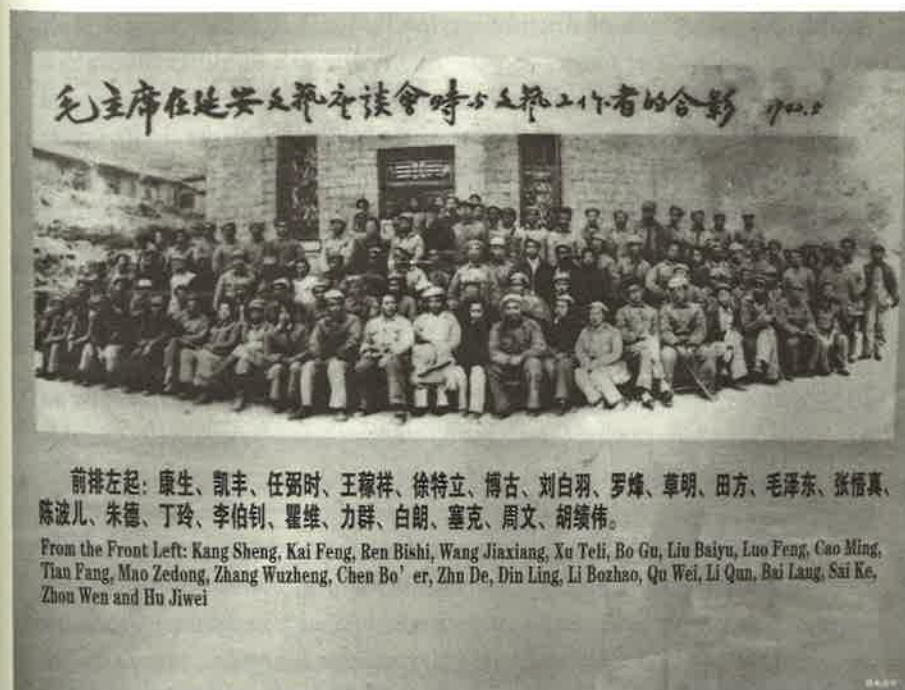 毛主席在延安文藝座談會時与文藝工作者的合影 1942.5
前排左起：康生、凯丰、任弼时、王稼祥、徐特立、博古、刘白羽、罗烽、草明、田方、毛泽东、张悟真、
陈波儿、朱德、丁玲、李伯钊、瞿维、力群、白朗、塞克、周文、胡绩伟。
From the Front Left: Kang Sheng, Kai Feng, Ren Bishi, Wang Jiaxiang, Xu Teli, Bo Gu, Liu Baiyu, Luo Feng, Cao Ming,
Tian Fang, Mao Zedong, Zhang Wuzheng, Chen Bo' er, Zhu De, Din Ling, Li Bozhao, Qu Wei, Li Qun, Bai Lang, Sai Ke,
Zhou Wen and Hu Jiwei